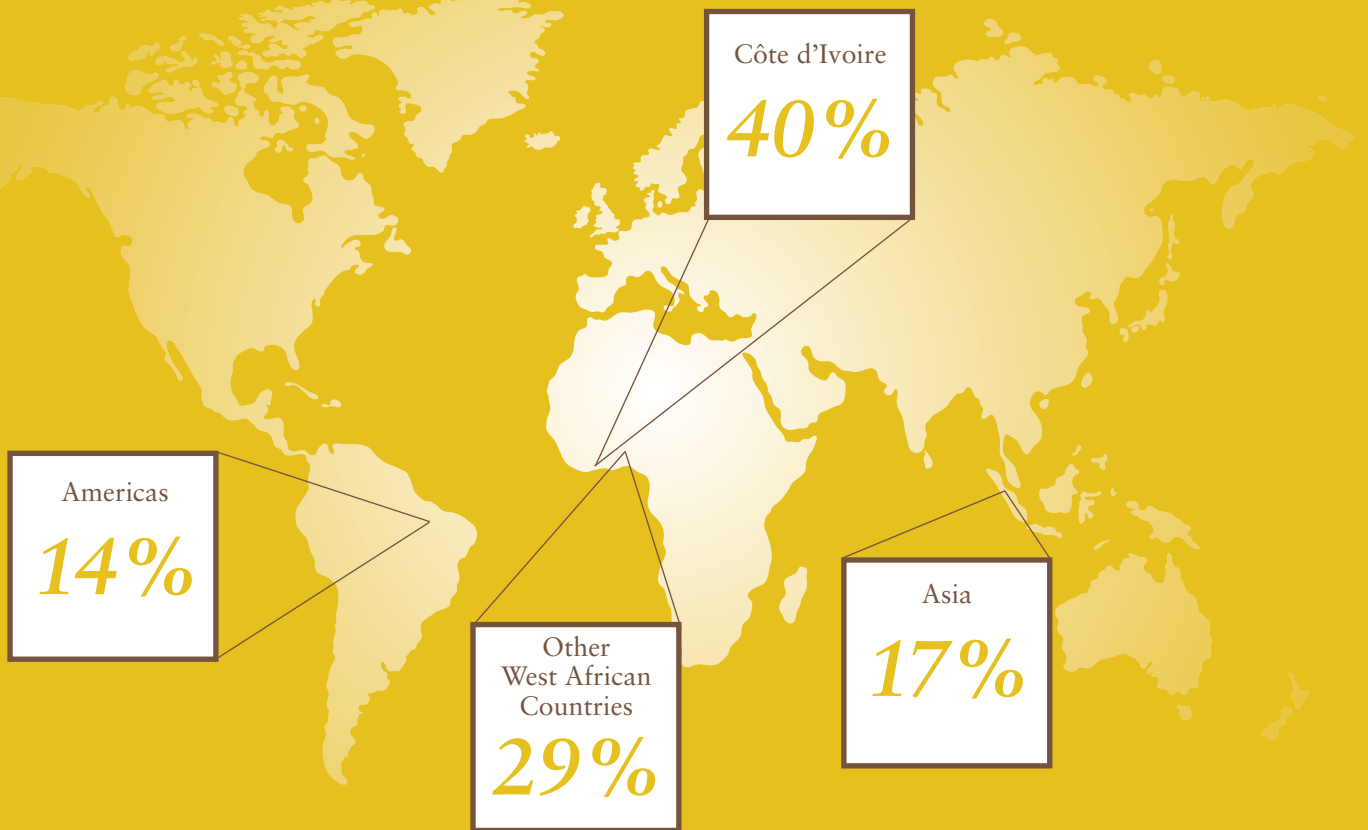 Côte d’Ivoire
40%
Americas
14%
Other
West African
Countries
29%
Asia
17%